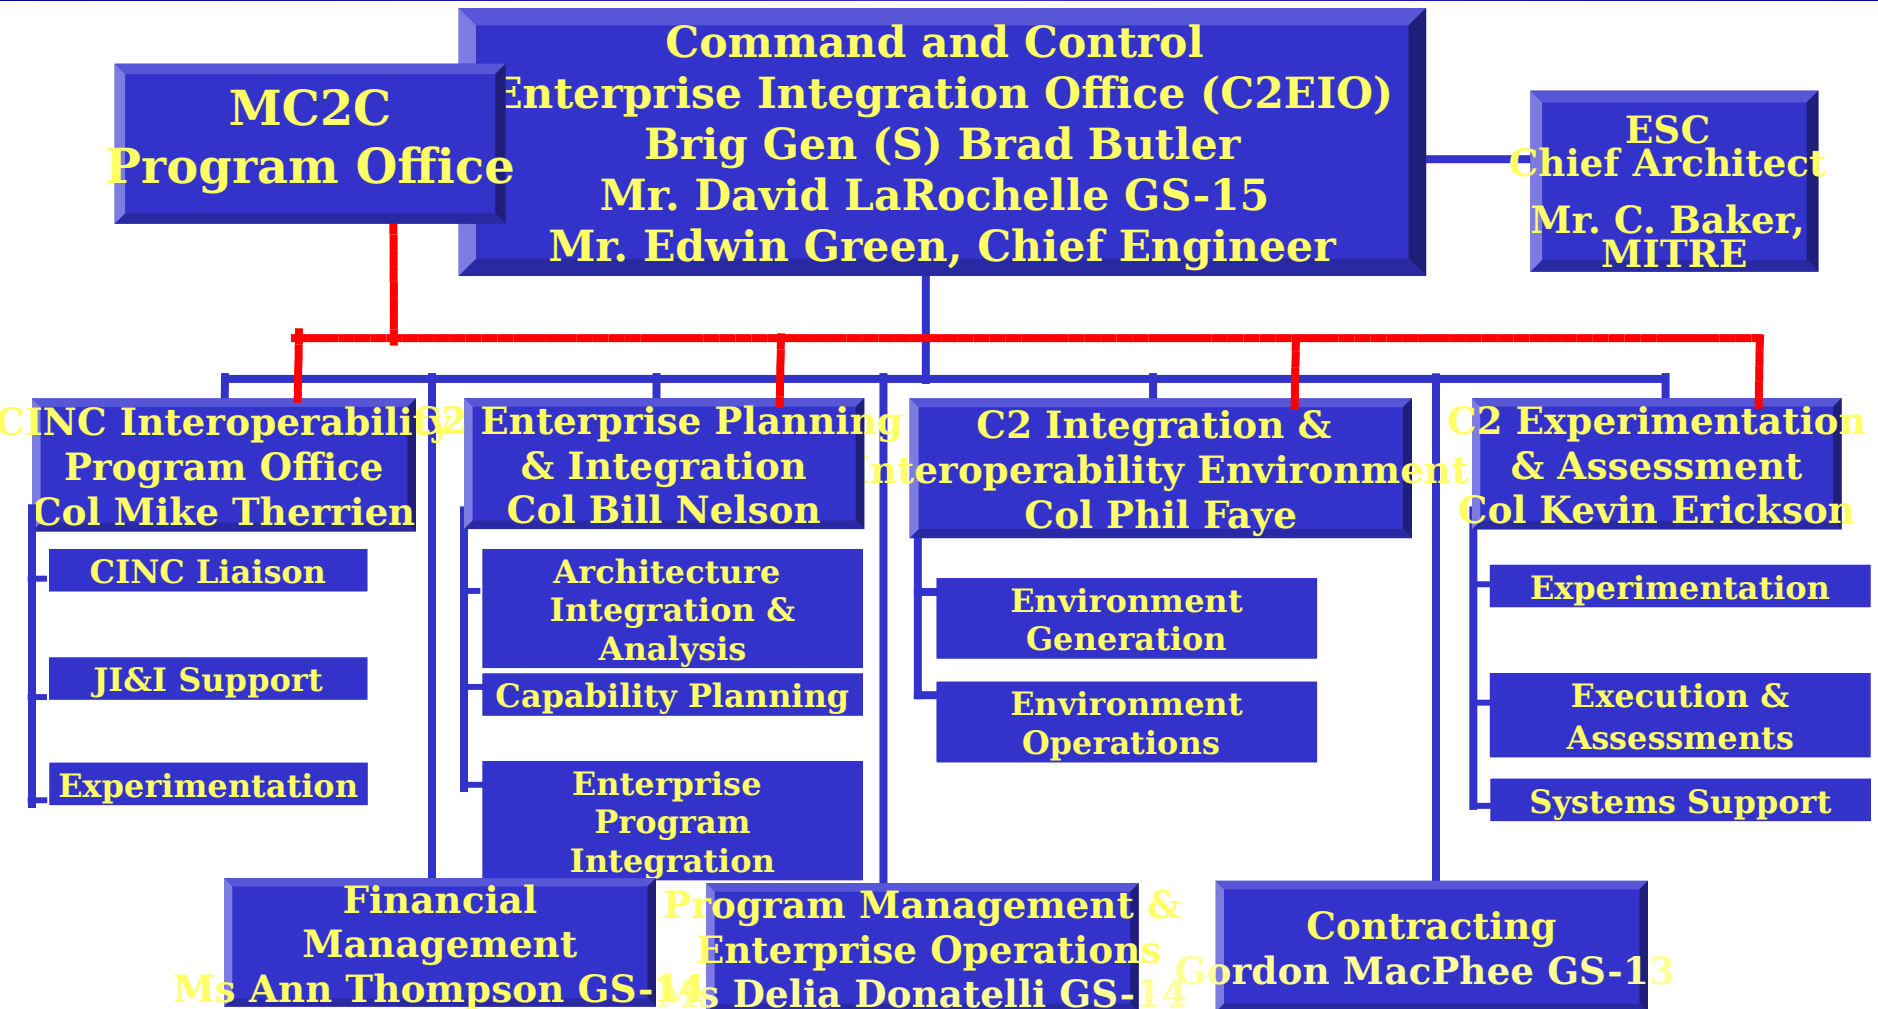 Command and Control
Enterprise Integration Office (C2EIO)
Brig Gen (S) Brad Butler
Mr. David LaRochelle GS-15
Mr. Edwin Green, Chief Engineer
MC2C
Program Office
ESC
Chief Architect
Mr. C. Baker,
MITRE
CINC Interoperability
Program Office
Col Mike Therrien
CINC Liaison
JI&I Support
Experimentation
C2 Enterprise Planning
& Integration
Col Bill Nelson
Architecture
Integration &
Analysis
Capability Planning
Enterprise
Program
Integration
C2 Integration &
Interoperability Environment
Col Phil Faye
Environment
Generation
Environment
Operations
C2 Experimentation
& Assessment
Col Kevin Erickson
Experimentation
Execution &
Assessments
Systems Support
Financial
Management
Ms Ann Thompson GS-14
Program Management &
Enterprise Operations
Ms Delia Donatelli GS-14
Contracting
Gordon MacPhee GS-13